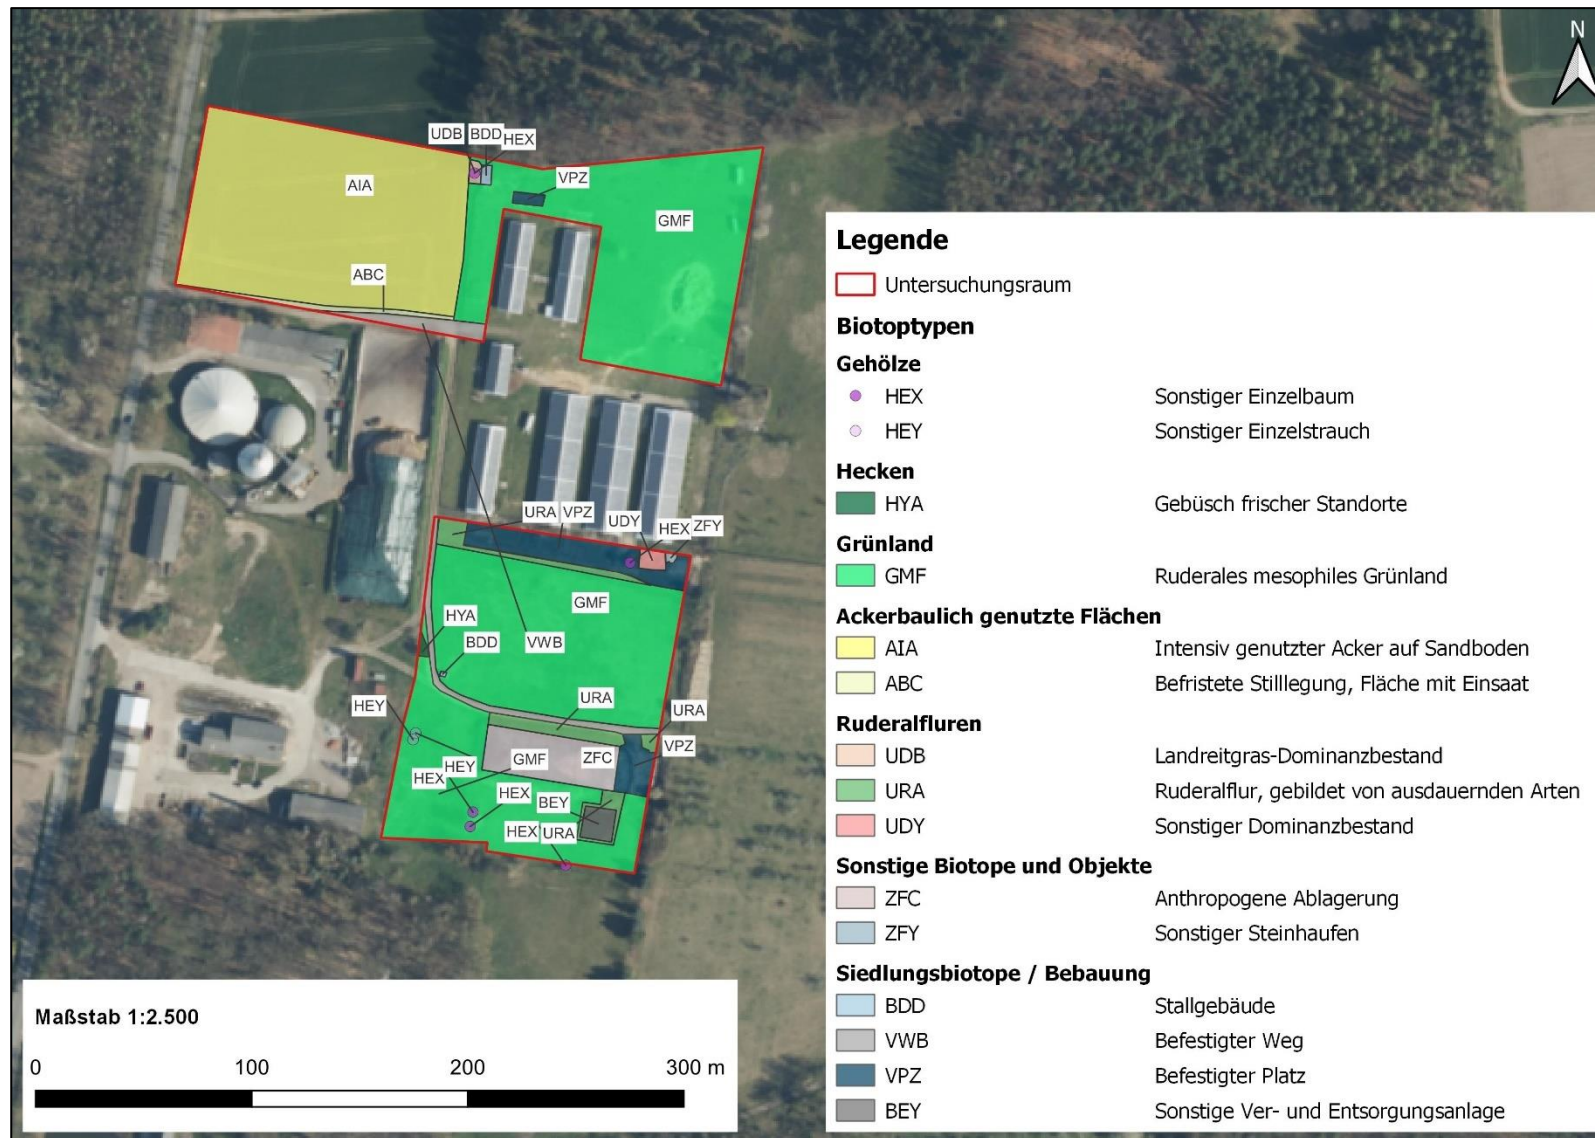 N
UDB BDD HEX
AIA
VPZ
GMF
ABC
URA VPZ UDY HEX ZFY
GMF
HYA
BDD
VWB
HEY
URA
URA
VPZ
GMF
ZFC
HEY
HEX
HEX
BEY
HEX URA
Legende
Untersuchungsraum
Biotoptypen
Gehölze
HEX Sonstiger Einzelbaum
HEY Sonstiger Einzelstrauch
Hecken
HYA Gebüsch frischer Standorte
Grünland
GMF Ruderales mesophiles Grünland
Ackerbaulich genutzte Flächen
AIA Intensiv genutzter Acker auf Sandboden
ABC Befristete Stilllegung, Fläche mit Einsaat
Ruderalfluren
UDB Landreitgras-Dominanzbestand
URA Ruderalflur, gebildet von ausdauernden Arten
UDY Sonstiger Dominanzbestand
Sonstige Biotope und Objekte
ZFC Anthropogene Ablagerung
ZFY Sonstiger Steinhaufen
Siedlungsbiotope / Bebauung
BDD Stallgebäude
VWB Befestigter Weg
VPZ Befestigter Platz
BEY Sonstige Ver- und Entsorgungsanlage
Maßstab 1:2.500
0 100 200 300 m